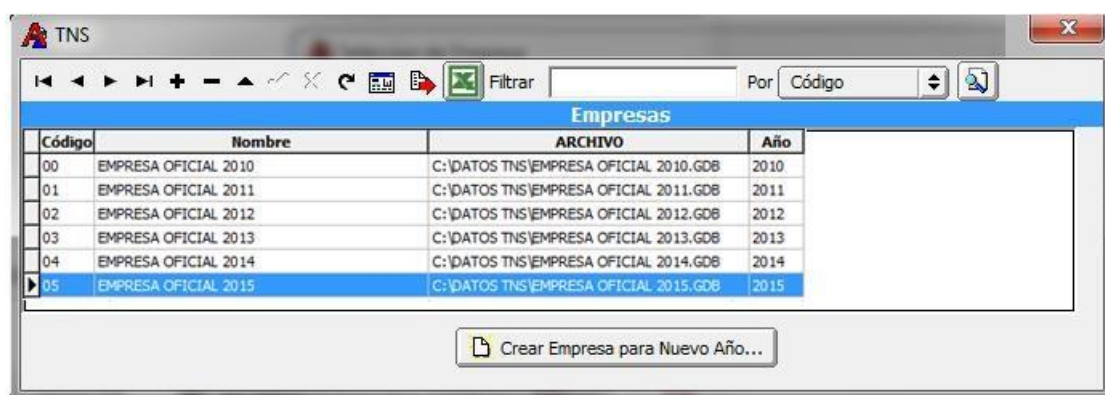 TNS
Filtrar Por Código
Empresas
Código Nombre ARCHIVO Año
00 EMPRESA OFICIAL 2010 C:\DATOS TNS\EMPRESA OFICIAL 2010.GDB 2010
01 EMPRESA OFICIAL 2011 C:\DATOS TNS\EMPRESA OFICIAL 2011.GDB 2011
02 EMPRESA OFICIAL 2012 C:\DATOS TNS\EMPRESA OFICIAL 2012.GDB 2012
03 EMPRESA OFICIAL 2013 C:\DATOS TNS\EMPRESA OFICIAL 2013.GDB 2013
04 EMPRESA OFICIAL 2014 C:\DATOS TNS\EMPRESA OFICIAL 2014.GDB 2014
05 EMPRESA OFICIAL 2015 C:\DATOS TNS\EMPRESA OFICIAL 2015.GDB 2015
Crear Empresa para Nuevo Año...